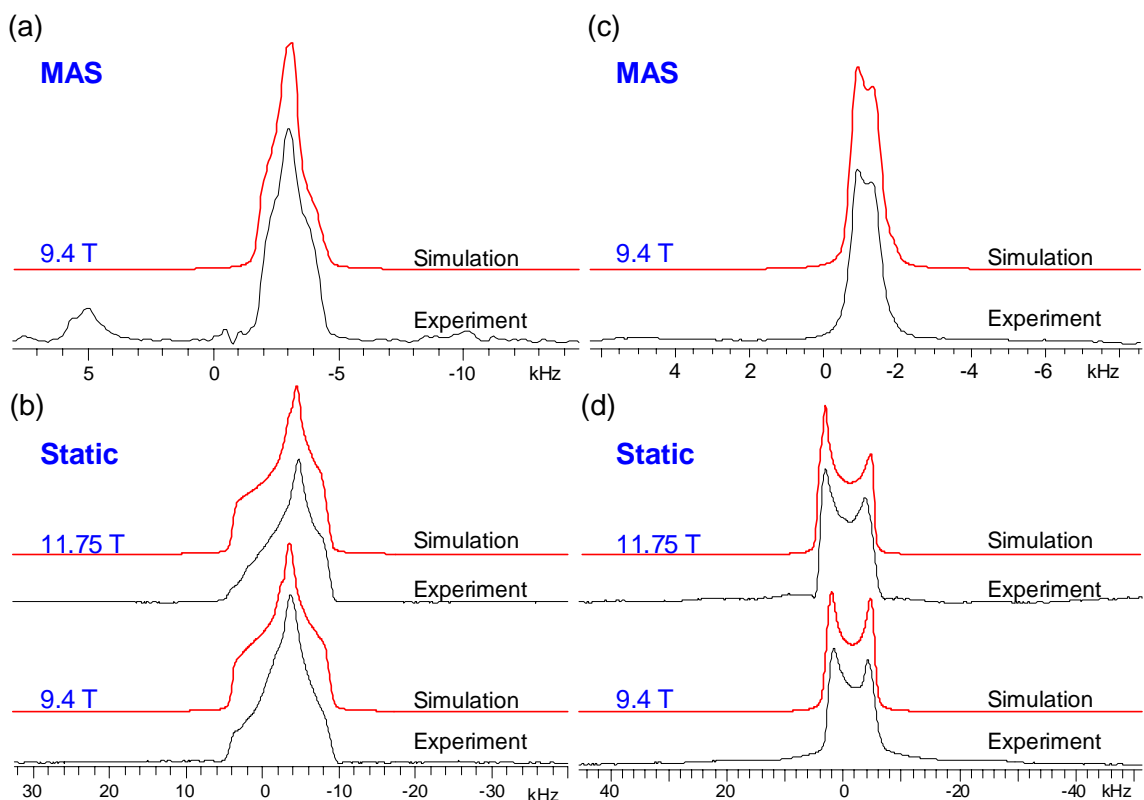 (a)
MAS
9.4 T
Simulation
Experiment
5 0 -5 -10 kHz
(c)
MAS
9.4 T
Simulation
Experiment
4 2 0 -2 -4 -6 kHz
(b)
Static
11.75 T
Simulation
Experiment
9.4 T
Simulation
Experiment
30 20 10 0 -10 -20 -30 kHz
(d)
Static
11.75 T
Simulation
Experiment
9.4 T
Simulation
Experiment
40 20 0 -20 -40 kHz